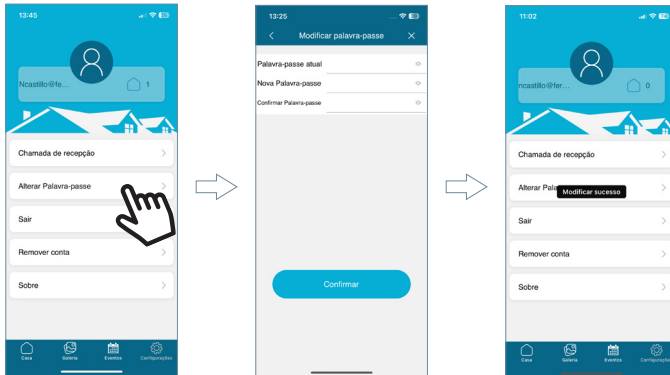 13:45
Ncastillo@fe...
1
Chamada de recepção
Alterar Palavra-passe
Sair
Remover conta
Sobre
Casa
Galeria
Eventos
Configurações
13:25
Modificar palavra-passe
Palavra-passe atual
Nova Palavra-passe
Confirmar Palavra-passe
Confirmar
11:02
ncastillo@fer...
0
Chamada de recepção
Alterar Pala
Modificar sucesso
Sair
Remover conta
Sobre
Casa
Galeria
Eventos
Configurações